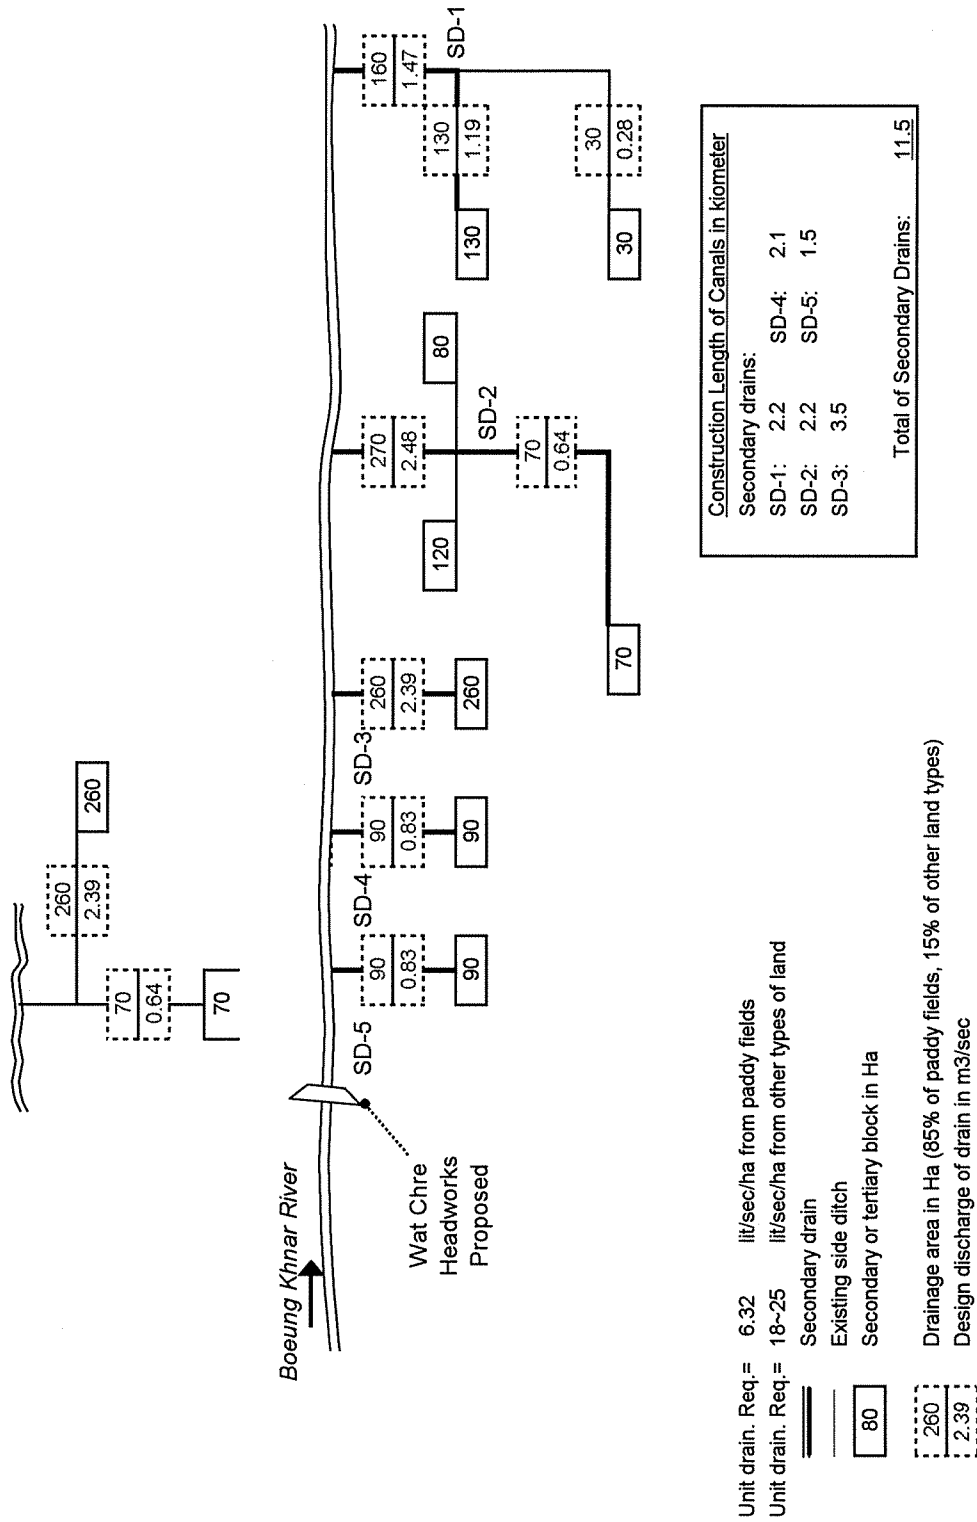 260
2.39
260
70
0.64
70
Boeung Khnar River
Wat Chre
Headworks
Proposed
SD-5
90
0.83
90
SD-4
90
0.83
90
SD-3
260
2.39
260
270
2.48
120
80
SD-2
70
0.64
70
160
1.47
SD-1
130
1.19
130
30
0.28
30
Unit drain. Req.= 6.32 lit/sec/ha from paddy fields
Unit drain. Req.= 18~25 lit/sec/ha from other types of land
Secondary drain
Existing side ditch
80 Secondary or tertiary block in Ha
260 Drainage area in Ha (85% of paddy fields, 15% of other land types)
2.39 Design discharge of drain in m3/sec
Construction Length of Canals in kiometer
Secondary drains:
SD-1: 2.2 SD-4: 2.1
SD-2: 2.2 SD-5: 1.5
SD-3: 3.5
Total of Secondary Drains: 11.5